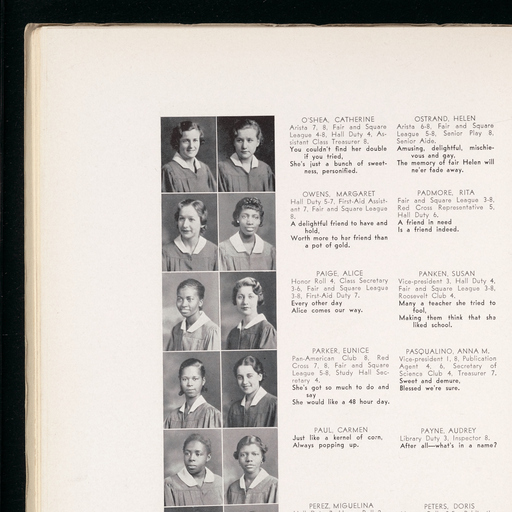 O'SHEA, CATHERINE
Arista 7, 8, Fair and Square
League 4-8, Hall Duty 4, As-
sistant Class Treasurer 8,
You couldn't find her double
if you tried,
She's just a bunch of sweet-
ness, personified.
OSTRAND, HELEN
Arista 6-8, Fair and Square
League 5-8, Senior Play 8,
Senior Aide.
Amusing, delightful, mischie-
vous and gay,
The memory of fair Helen will
ne'er fade away.
OWENS, MARGARET
Hall Duty 5-7, First-Aid Assist-
ant 7, Fair and Square League
8,
A delightful friend to have and
hold,
Worth more to her friend than
a pot of gold.
PADMORE, RITA
Fair and Square League 3-8,
Red Cross Representative 5,
Hall Duty 6,
A friend in need
Is a friend indeed.
PAIGE, ALICE
Honor Roll 4, Class Secretary
3-6, Fair and Square League
3-8, First-Aid Duty 7,
Every other day
Alice comes our way.
PANKEN, SUSAN
Vice-president 3, Hall Duty 4,
Fair and Square League 3-8,
Roosevelt Club 4,
Many a teacher she tried to
fool,
Making them think that she
liked school.
PARKER, EUNICE
Pan-American Club 8, Red
Cross 7, 8, Fair and Square
League 5-8, Study Hall Sec-
retary 4,
She's got so much to do and
say
She would like a 48 hour day.
PASQUALINO, ANNA M.
Vice-president 1, 8, Publication
Agent 4, 6, Secretary of
Science Club 4, Treasurer 7,
Sweet and demure,
Blessed we're sure.
PAUL, CARMEN
Just like a kernel of corn,
Always popping up.
PAYNE, AUDREY
Library Duty 3, Inspector 8,
After all—what's in a name?
PEREZ, MIGUELINA
PETERS, DORIS